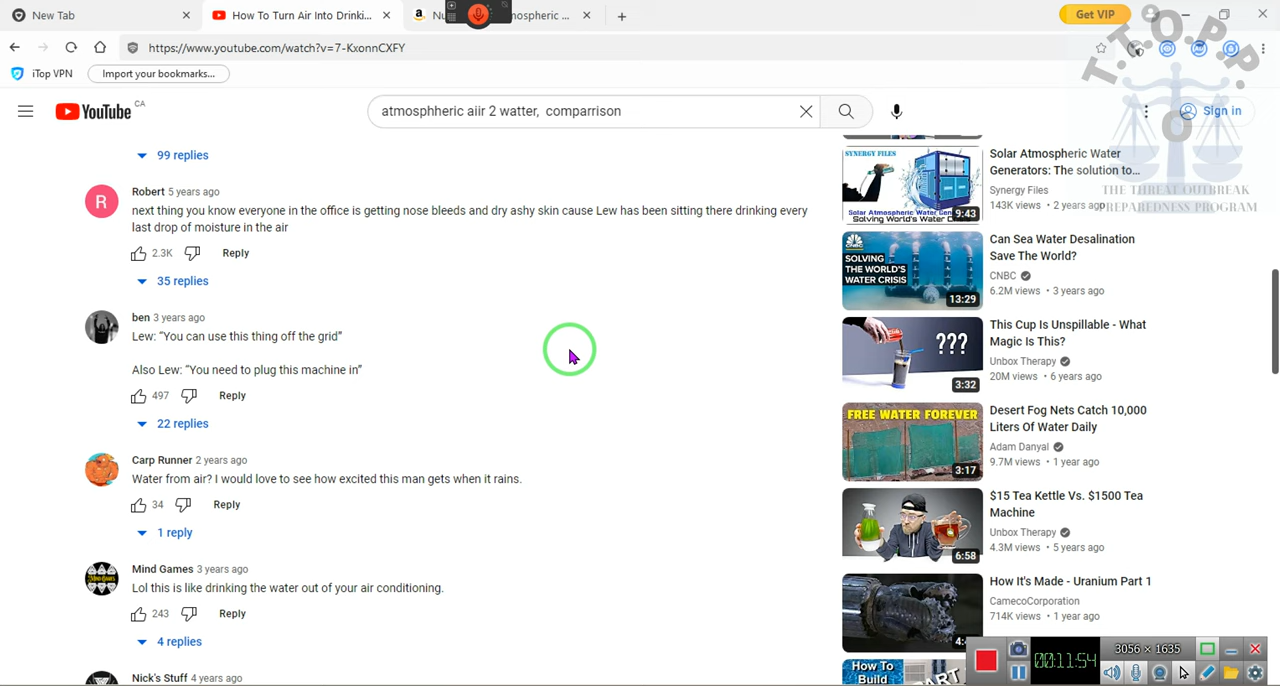 New Tab
How To Turn Air Into Drinki...
mospheric ...
Get VIP
https://www.youtube.com/watch?v=7-KxonnCXFY
iTop VPN
Import your bookmarks...
T.T.O.P.P.
O
THE THREAT OUTBREAK
PREPAREDNESS PROGRAM
YouTube CA
atmosphheric aiir 2 watter, comparrison
Sign in
99 replies
R
Robert 5 years ago
next thing you know everyone in the office is getting nose bleeds and dry ashy skin cause Lew has been sitting there drinking every
last drop of moisture in the air
2.3K Reply
35 replies
ben 3 years ago
Lew: “You can use this thing off the grid”
Also Lew: “You need to plug this machine in”
497 Reply
22 replies
Carp Runner 2 years ago
Water from air? I would love to see how excited this man gets when it rains.
34 Reply
1 reply
Mind Games 3 years ago
Lol this is like drinking the water out of your air conditioning.
243 Reply
4 replies
Nick's Stuff 4 years ago
SYNERGY FILES
Solar Atmospheric Water Generators
Solving World's Water
9:43
Solar Atmospheric Water
Generators: The solution to...
Synergy Files
143K views • 2 years ago
CNBC
SOLVING
THE WORLD'S
WATER CRISIS
13:29
Can Sea Water Desalination
Save The World?
CNBC
6.2M views • 3 years ago
???
3:32
This Cup Is Unspillable - What
Magic Is This?
Unbox Therapy
20M views • 6 years ago
FREE WATER FOREVER
3:17
Desert Fog Nets Catch 10,000
Liters Of Water Daily
Adam Danyal
9.7M views • 1 year ago
6:58
$15 Tea Kettle Vs. $1500 Tea
Machine
Unbox Therapy
4.3M views • 5 years ago
How It's Made - Uranium Part 1
CamecoCorporation
714K views • 1 year ago
How To
Build
00:11:54
3056 × 1635